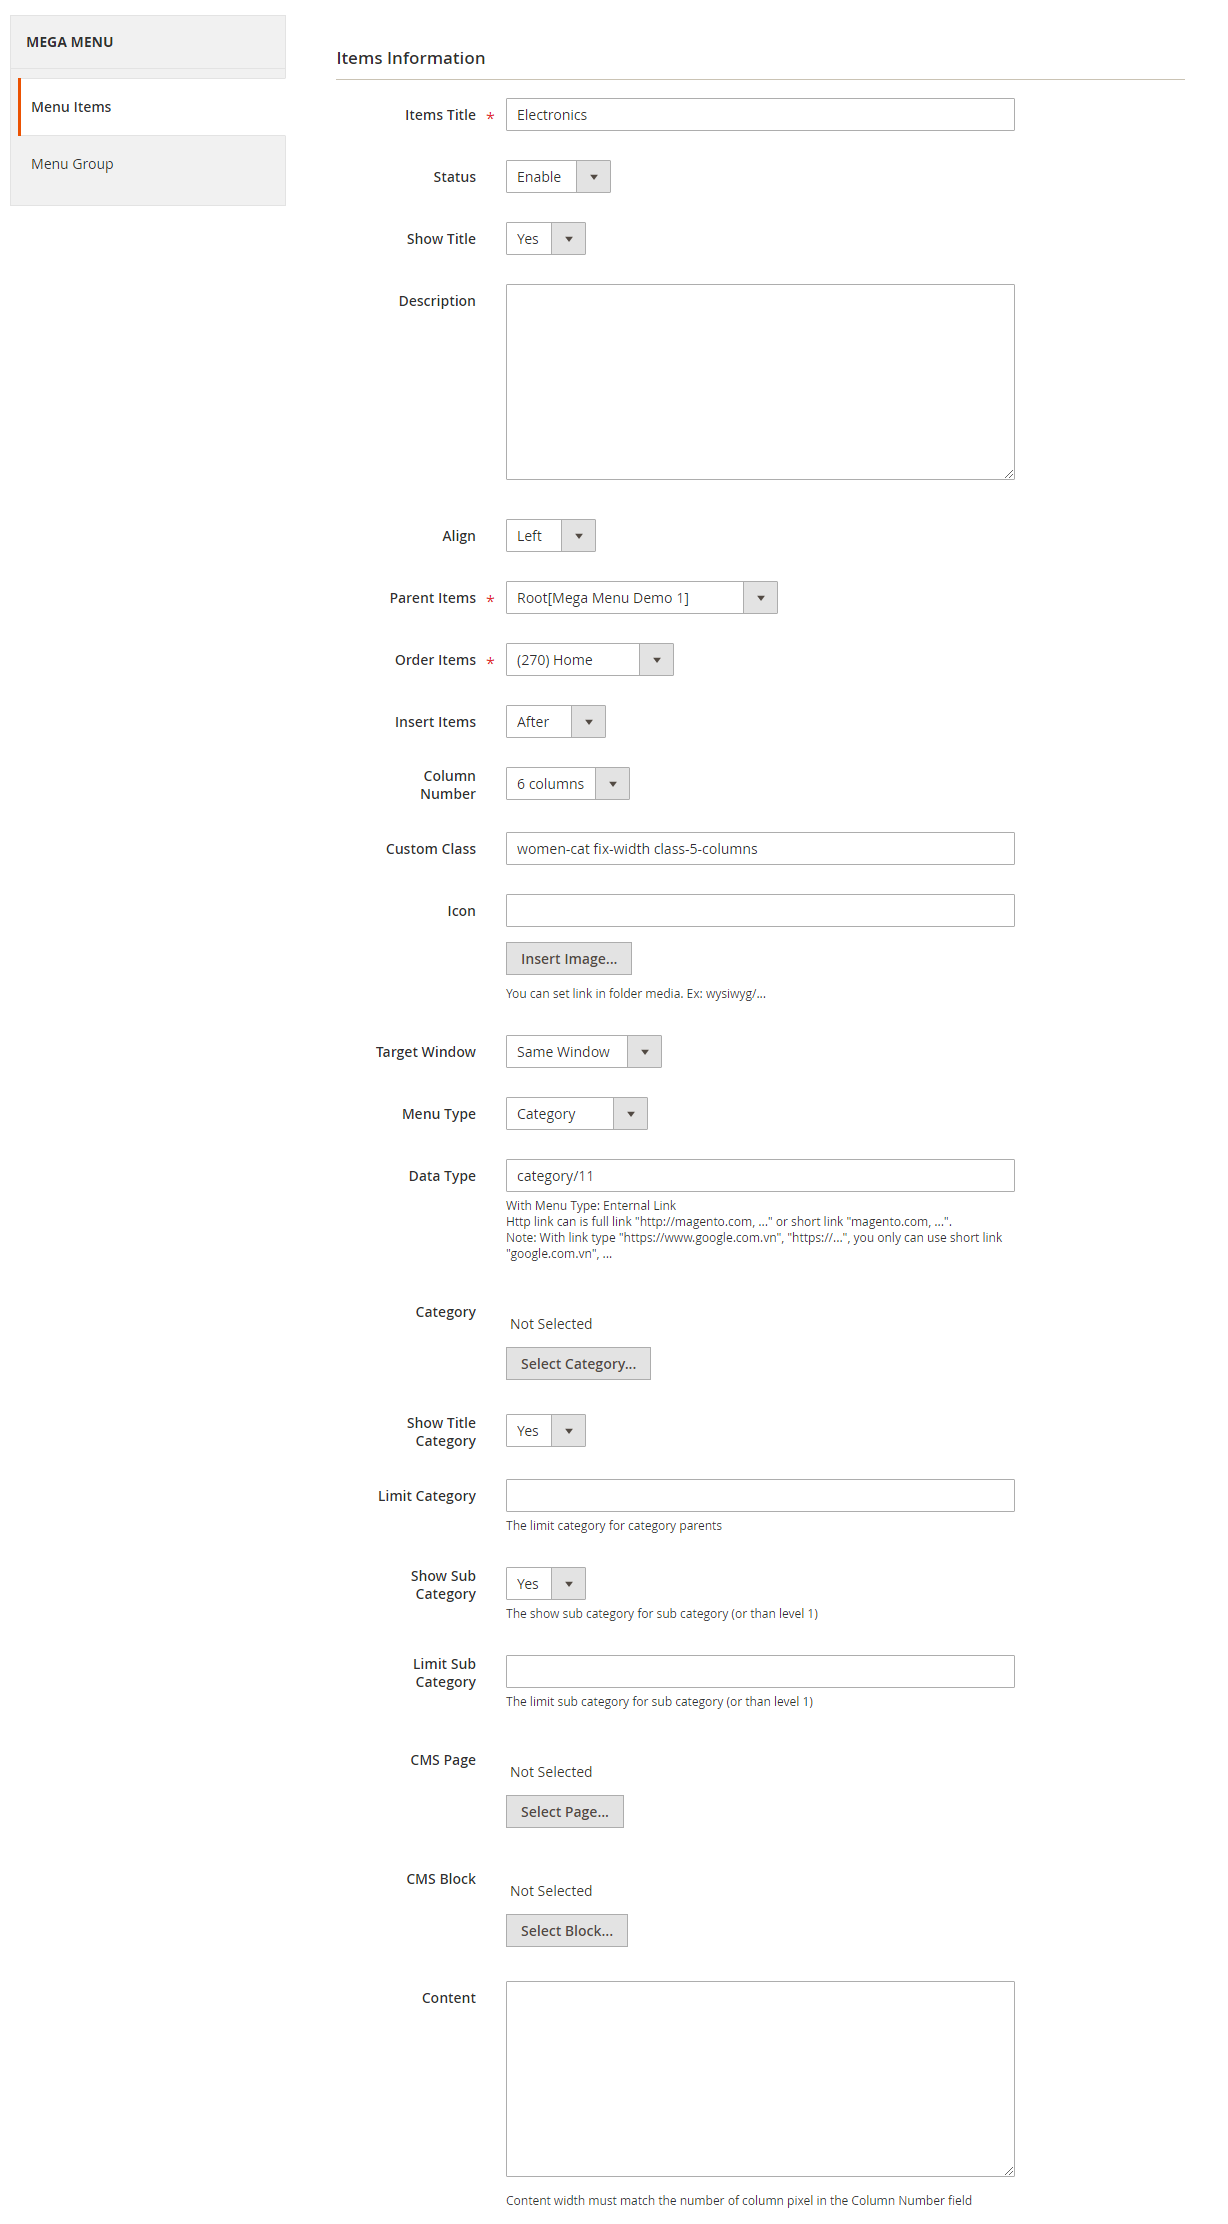 MEGA MENU
Menu Items
Menu Group
Items Information
Items Title *
Electronics
Status
Enable
Show Title
Yes
Description
Align
Left
Parent Items *
Root[Mega Menu Demo 1]
Order Items *
(270) Home
Insert Items
After
Column
Number
6 columns
Custom Class
women-cat fix-width class-5-columns
Icon
Insert Image...
You can set link in folder media. Ex: wysiwyg/...
Target Window
Same Window
Menu Type
Category
Data Type
category/11
With Menu Type: Enternal Link
Http link can is full link "http://magento.com, ..." or short link "magento.com, ...".
Note: With link type "https://www.google.com.vn", "https://...", you only can use short link
"google.com.vn", ...
Category
Not Selected
Select Category...
Show Title
Category
Yes
Limit Category
The limit category for category parents
Show Sub
Category
Yes
The show sub category for sub category (or than level 1)
Limit Sub
Category
The limit sub category for sub category (or than level 1)
CMS Page
Not Selected
Select Page...
CMS Block
Not Selected
Select Block...
Content
Content width must match the number of column pixel in the Column Number field